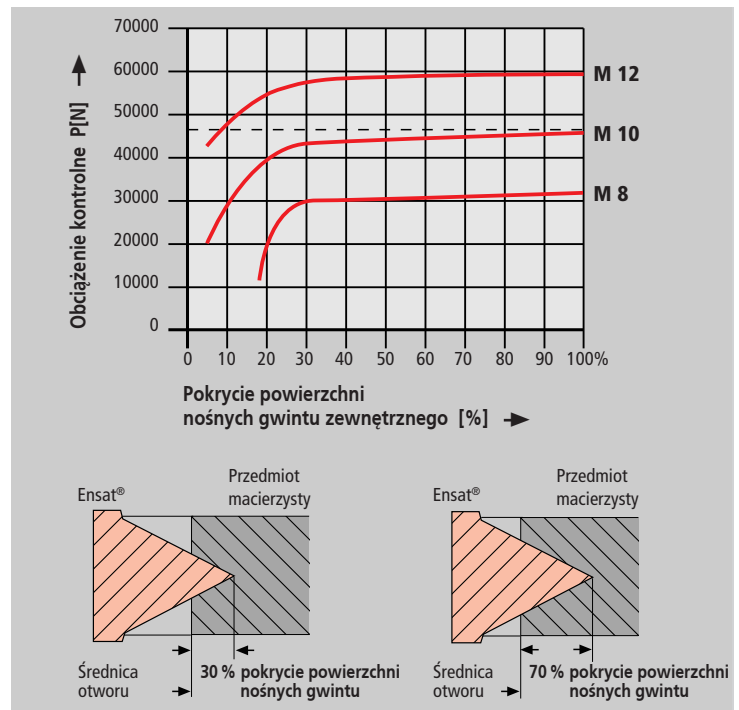 70000
60000
50000
40000
30000
20000
10000
0
Obciążenie kontrolne P[N]
M 12
M 10
M 8
0 10 20 30 40 50 60 70 80 90 100%
Pokrycie powierzchni
nośnych gwintu zewnętrznego [%]
Ensat®
Przedmiot
macierzysty
Średnica
otworu
30 % pokrycie powierzchni
nośnych gwintu
Ensat®
Przedmiot
macierzysty
Średnica
otworu
70 % pokrycie powierzchni
nośnych gwintu